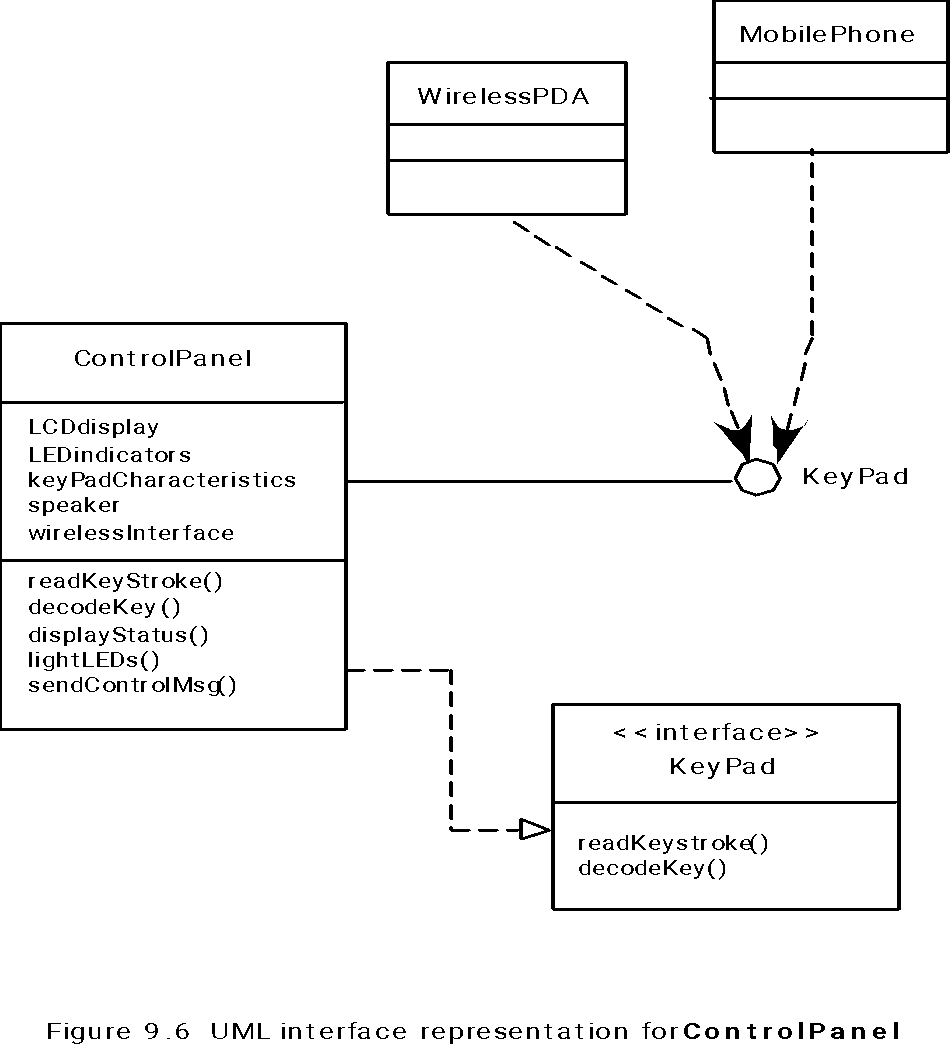 MobilePhone
WirelessPDA
ControlPanel
LCDdisplay
LEDindicators
keyPadCharacteristics
speaker
wirelessInterface
KeyPad
readKeyStroke()
decodeKey()
displayStatus()
lightLEDs()
sendControlMsg()
<<interface>>
KeyPad
readKeystroke()
decodeKey()
Figure 9.6 UML interface representation for ControlPanel